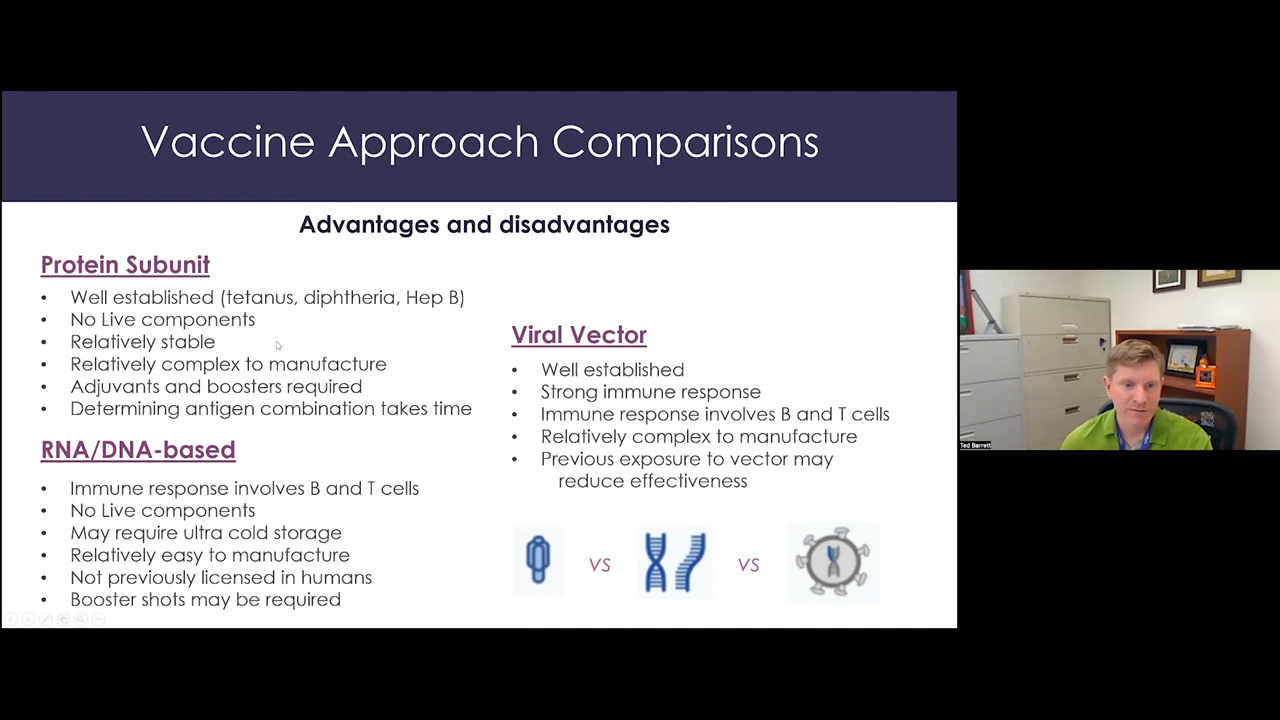 Vaccine Approach Comparisons
Advantages and disadvantages
Protein Subunit
• Well established (tetanus, diphtheria, Hep B)
• No Live components
• Relatively stable
• Relatively complex to manufacture
• Adjuvants and boosters required
• Determining antigen combination takes time
RNA/DNA-based
• Immune response involves B and T cells
• No Live components
• May require ultra cold storage
• Relatively easy to manufacture
• Not previously licensed in humans
• Booster shots may be required
Viral Vector
• Well established
• Strong immune response
• Immune response involves B and T cells
• Relatively complex to manufacture
• Previous exposure to vector may
reduce effectiveness
vs vs
Ted Barrett